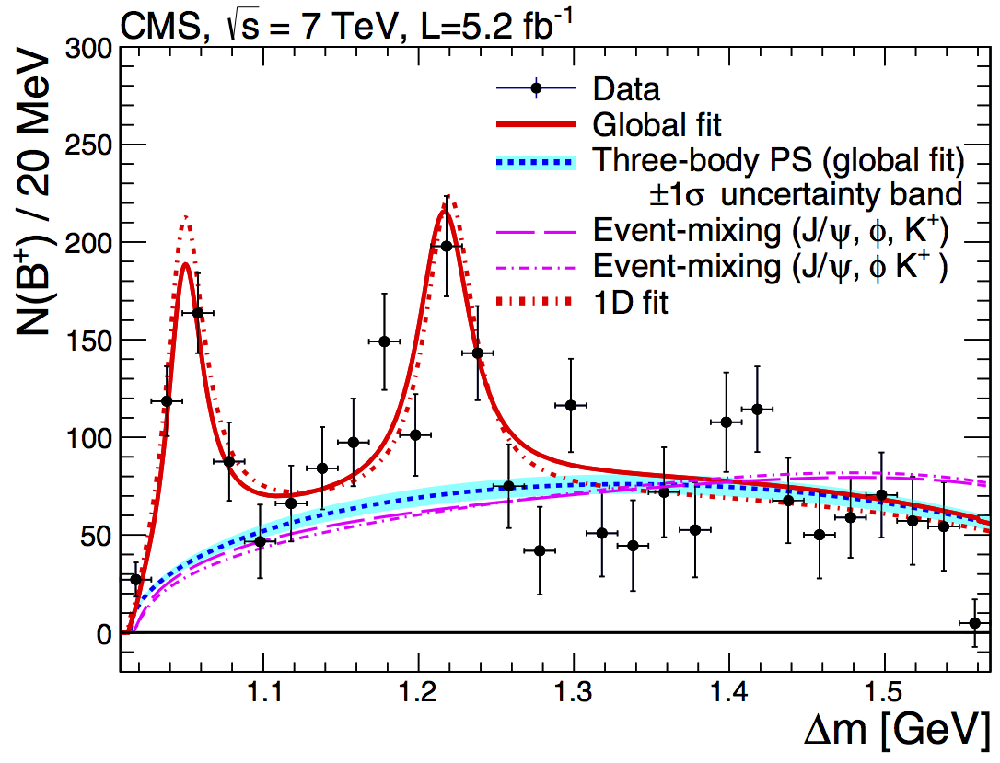 CMS, √s = 7 TeV, L=5.2 fb⁻¹
N(B⁺) / 20 MeV
300
250
200
150
100
50
0
Data
Global fit
Three-body PS (global fit)
±1σ uncertainty band
Event-mixing (J/ψ, ϕ, K⁺)
Event-mixing (J/ψ, ϕ K⁺ )
1D fit
1.1 1.2 1.3 1.4 1.5
Δm [GeV]